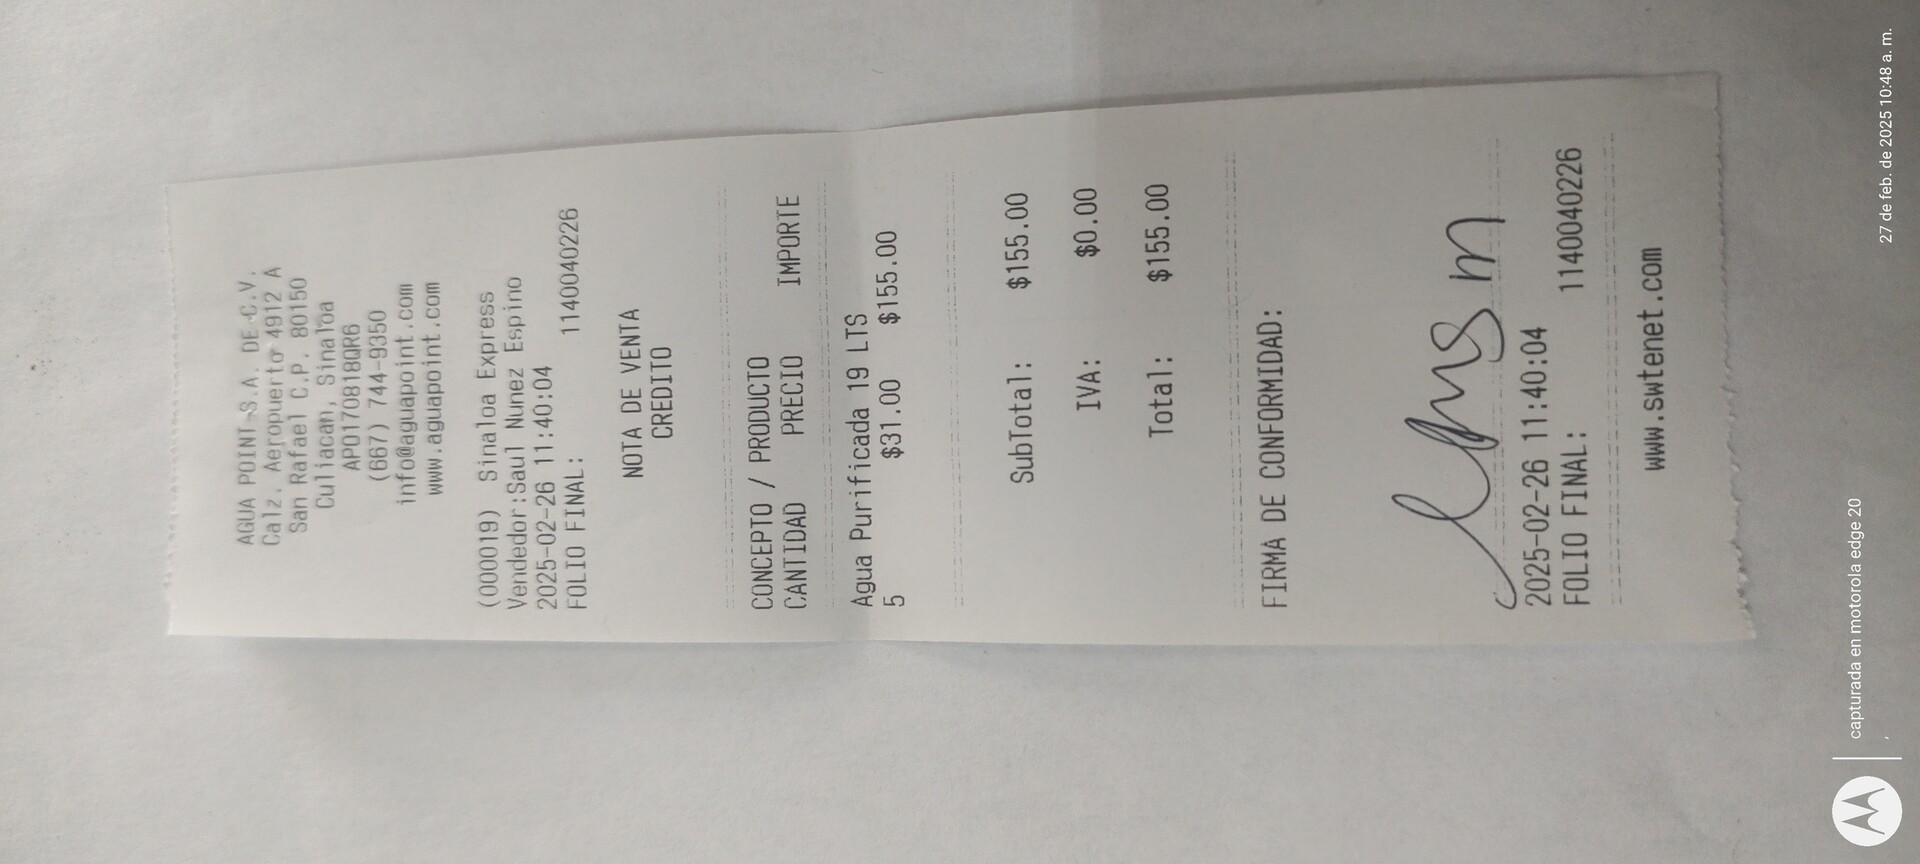 AGUA POINT S.A. DE C.V.
Calz. Aeropuerto 4912 A
San Rafael C.P. 80150
Culiacan, Sinaloa
APO170818QR6
(667) 744-9350
info@aguapoint.com
www.aguapoint.com
(000019) Sinaloa Express
Vendedor:Saul Nunez Espino
2025-02-26 11:40:04
FOLIO FINAL: 1140040226
NOTA DE VENTA
CREDITO
CONCEPTO / PRODUCTO
CANTIDAD PRECIO IMPORTE
Agua Purificada 19 LTS
5 $31.00 $155.00
SubTotal: $155.00
IVA: $0.00
Total: $155.00
FIRMA DE CONFORMIDAD:
2025-02-26 11:40:04
FOLIO FINAL: 1140040226
www.swtenet.com
capturada en motorola edge 20
27 de feb. de 2025 10:48 a. m.